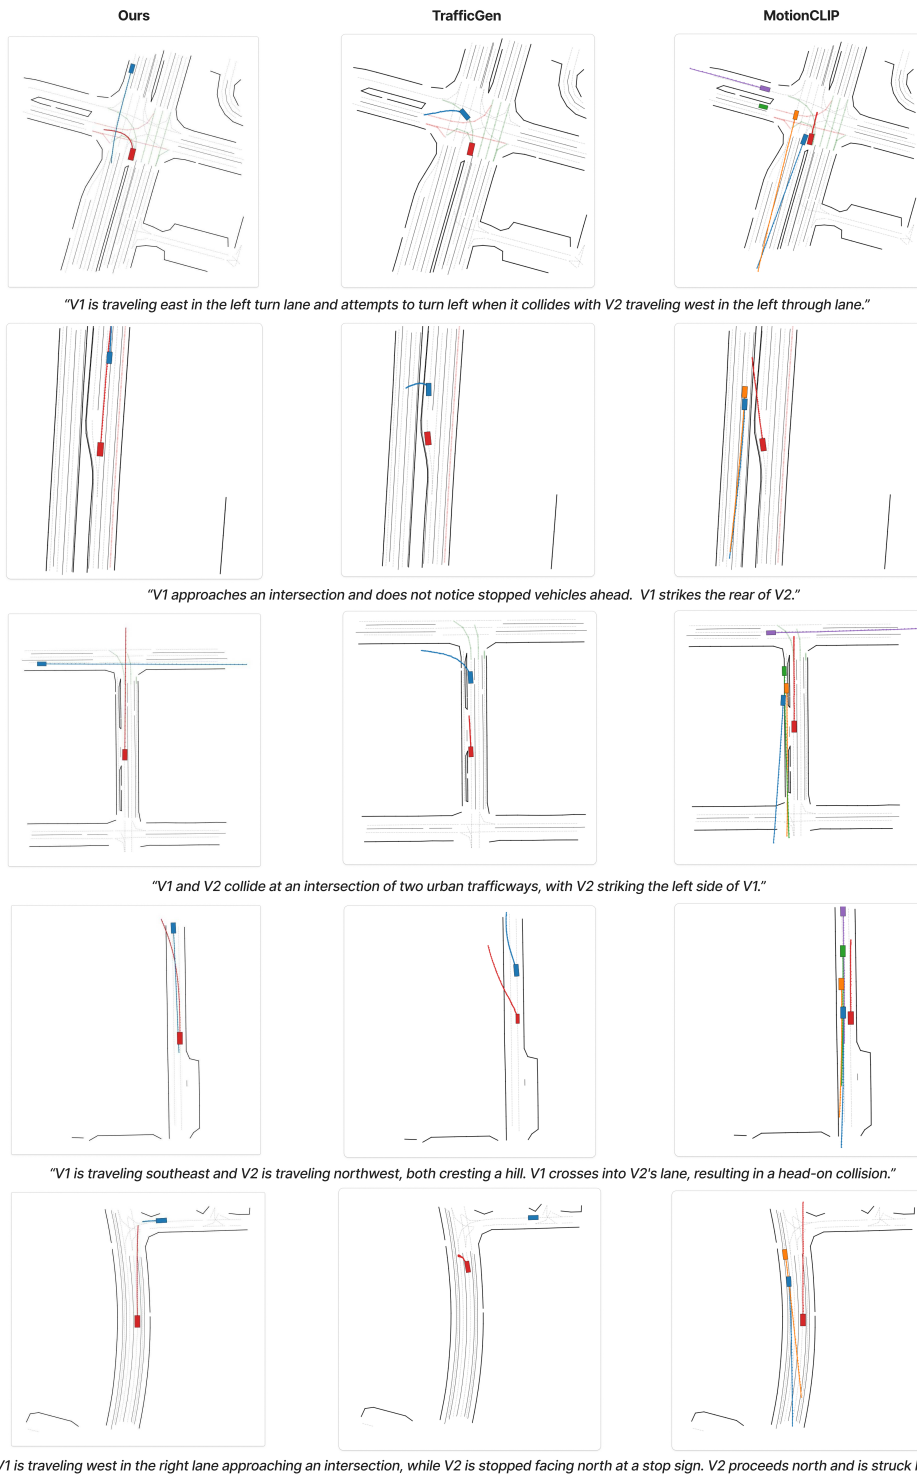 Ours TrafficGen MotionCLIP
“V1 is traveling east in the left turn lane and attempts to turn left when it collides with V2 traveling west in the left through lane.”
“V1 approaches an intersection and does not notice stopped vehicles ahead.  V1 strikes the rear of V2.”
“V1 and V2 collide at an intersection of two urban trafficways, with V2 striking the left side of V1.”
“V1 is traveling southeast and V2 is traveling northwest, both cresting a hill. V1 crosses into V2's lane, resulting in a head-on collision.”
V1 is traveling west in the right lane approaching an intersection, while V2 is stopped facing north at a stop sign. V2 proceeds north and is struck